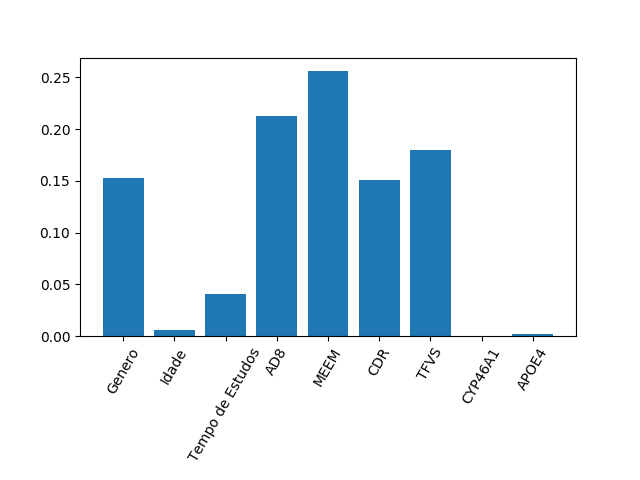 0.25
0.20
0.15
0.10
0.05
0.00
Genero
Idade
Tempo de Estudos
AD8
MEEM
CDR
TFVS
CYP46A1
APOE4